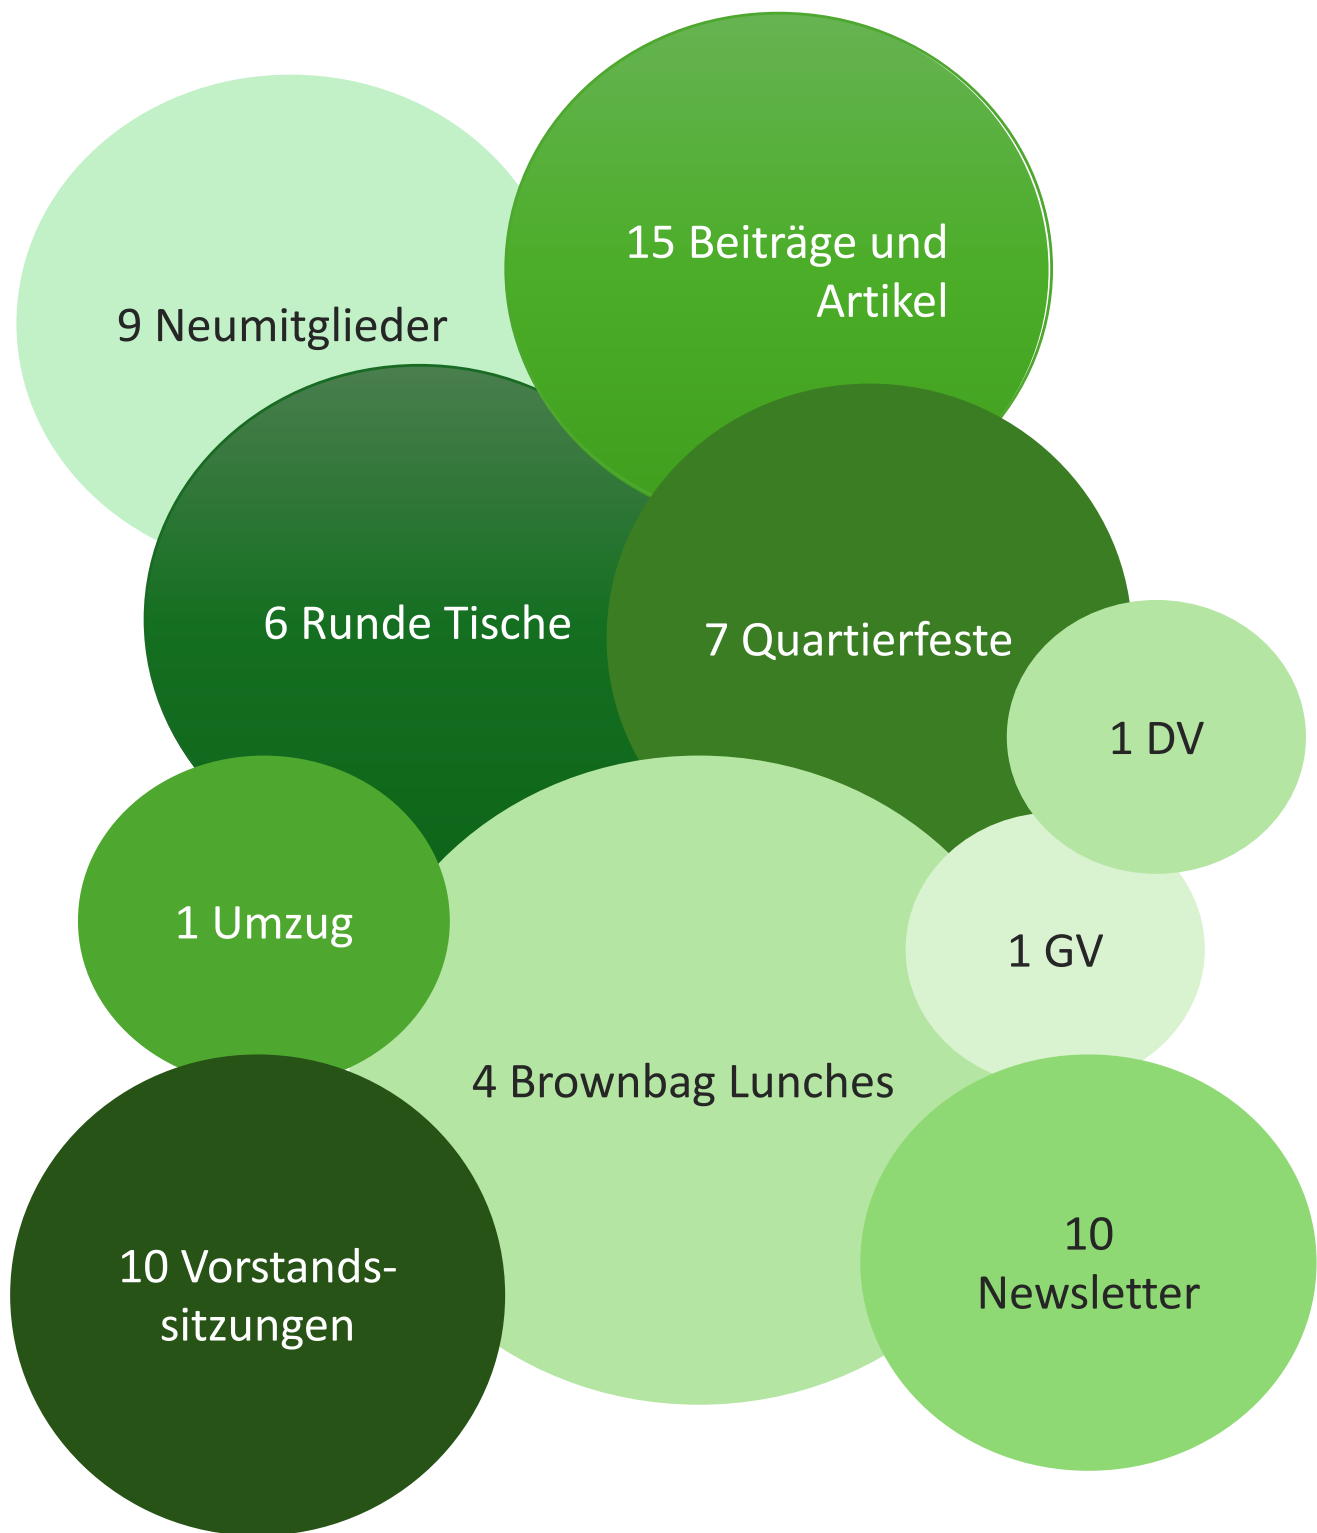 15 Beiträge und
Artikel
9 Neumitglieder
6 Runde Tische
7 Quartierfeste
1 DV
1 Umzug
1 GV
4 Brownbag Lunches
10 Vorstands-
sitzungen
10
Newsletter